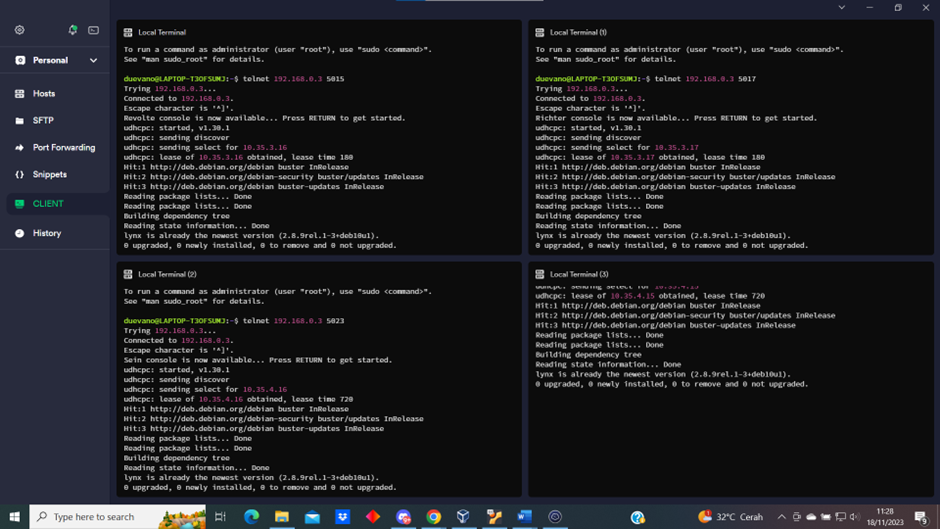 Personal
Hosts
SFTP
Port Forwarding
Snippets
CLIENT
History
Local Terminal
To run a command as administrator (user "root"), use "sudo <command>".
See "man sudo_root" for details.
duevano@LAPTOP-T3OFSUMJ:~$ telnet 192.168.0.3 5015
Trying 192.168.0.3...
Connected to 192.168.0.3.
Escape character is '^]'.
Revolte console is now available... Press RETURN to get started.
udhcpc: started, v1.30.1
udhcpc: sending discover
udhcpc: sending select for 10.35.3.16
udhcpc: lease of 10.35.3.16 obtained, lease time 180
Hit:1 http://deb.debian.org/debian buster InRelease
Hit:2 http://deb.debian.org/debian-security buster/updates InRelease
Hit:3 http://deb.debian.org/debian buster-updates InRelease
Reading package lists... Done
Reading package lists... Done
Building dependency tree
Reading state information... Done
lynx is already the newest version (2.8.9rel.1-3+deb10u1).
0 upgraded, 0 newly installed, 0 to remove and 0 not upgraded.
Local Terminal (1)
To run a command as administrator (user "root"), use "sudo <command>".
See "man sudo_root" for details.
duevano@LAPTOP-T3OFSUMJ:~$ telnet 192.168.0.3 5017
Trying 192.168.0.3...
Connected to 192.168.0.3.
Escape character is '^]'.
Richter console is now available... Press RETURN to get started.
udhcpc: started, v1.30.1
udhcpc: sending discover
udhcpc: sending select for 10.35.3.17
udhcpc: lease of 10.35.3.17 obtained, lease time 180
Hit:1 http://deb.debian.org/debian buster InRelease
Hit:2 http://deb.debian.org/debian-security buster/updates InRelease
Hit:3 http://deb.debian.org/debian buster-updates InRelease
Reading package lists... Done
Reading package lists... Done
Building dependency tree
Reading state information... Done
lynx is already the newest version (2.8.9rel.1-3+deb10u1).
0 upgraded, 0 newly installed, 0 to remove and 0 not upgraded.
Local Terminal (2)
To run a command as administrator (user "root"), use "sudo <command>".
See "man sudo_root" for details.
duevano@LAPTOP-T3OFSUMJ:~$ telnet 192.168.0.3 5023
Trying 192.168.0.3...
Connected to 192.168.0.3.
Escape character is '^]'.
Sein console is now available... Press RETURN to get started.
udhcpc: started, v1.30.1
udhcpc: sending discover
udhcpc: sending select for 10.35.4.16
udhcpc: lease of 10.35.4.16 obtained, lease time 720
Hit:1 http://deb.debian.org/debian buster InRelease
Hit:2 http://deb.debian.org/debian-security buster/updates InRelease
Hit:3 http://deb.debian.org/debian buster-updates InRelease
Reading package lists... Done
Reading package lists... Done
Building dependency tree
Reading state information... Done
lynx is already the newest version (2.8.9rel.1-3+deb10u1).
0 upgraded, 0 newly installed, 0 to remove and 0 not upgraded.
Local Terminal (3)
udhcpc: sending select for 10.35.4.15
udhcpc: lease of 10.35.4.15 obtained, lease time 720
Hit:1 http://deb.debian.org/debian buster InRelease
Hit:2 http://deb.debian.org/debian-security buster/updates InRelease
Hit:3 http://deb.debian.org/debian buster-updates InRelease
Reading package lists... Done
Reading package lists... Done
Building dependency tree
Reading state information... Done
lynx is already the newest version (2.8.9rel.1-3+deb10u1).
0 upgraded, 0 newly installed, 0 to remove and 0 not upgraded.
Type here to search
32°C Cerah
11:28
18/11/2023